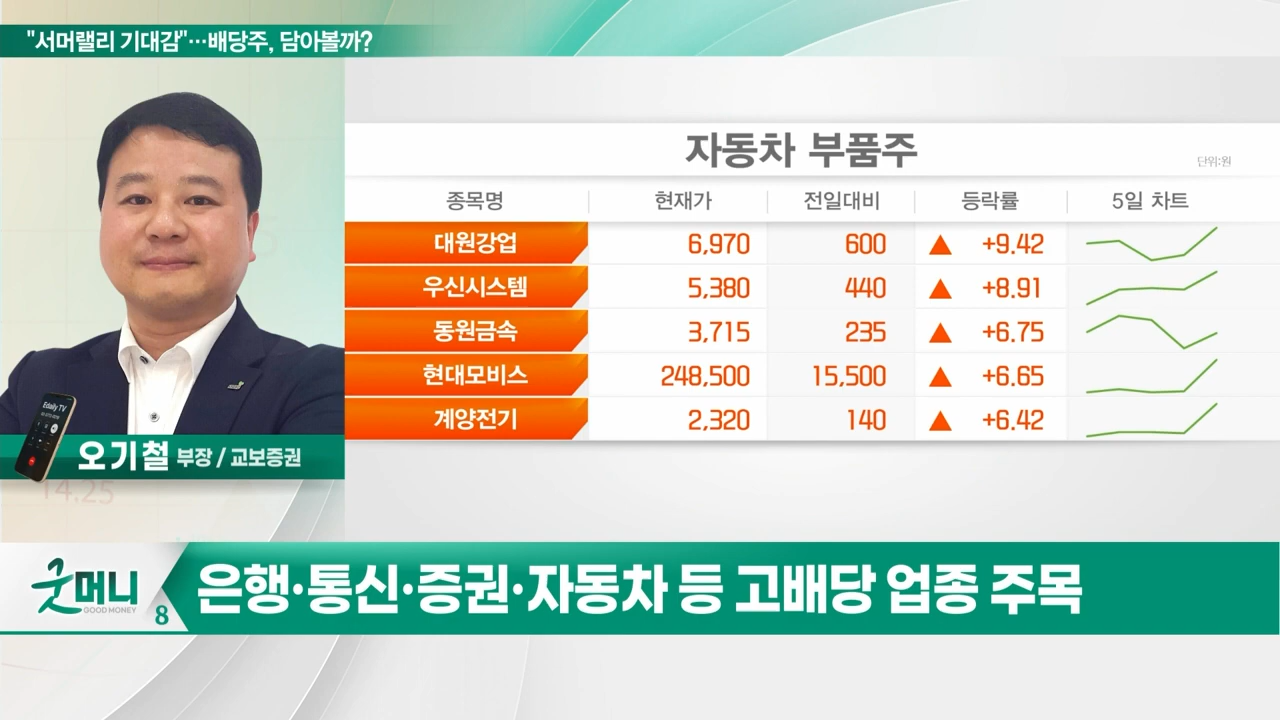 "서머랠리 기대감"…배당주, 담아볼까?
자동차 부품주
단위:원
종목명 현재가 전일대비 등락률 5일 차트
대원강업 6,970 600 ▲ +9.42
우신시스템 5,380 440 ▲ +8.91
동원금속 3,715 235 ▲ +6.75
현대모비스 248,500 15,500 ▲ +6.65
계양전기 2,320 140 ▲ +6.42
Edaily TV
오기철 부장 / 교보증권
14.25
굿머니
GOOD MONEY
8
은행·통신·증권·자동차 등 고배당 업종 주목